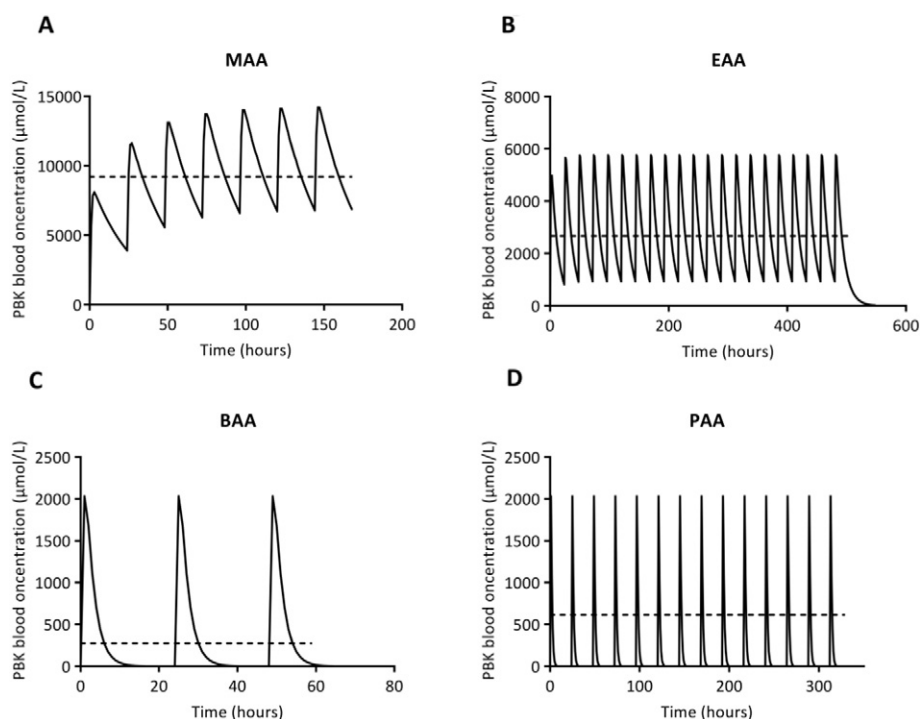 A
MAA
PBK blood oncentration (µmol/L)
15000
10000
5000
0
0 50 100 150 200
Time (hours)
B
EAA
PBK blood oncentration (µmol/L)
8000
6000
4000
2000
0
0 200 400 600
Time (hours)
C
BAA
PBK blood oncentration (µmol/L)
2500
2000
1500
1000
500
0
0 20 40 60 80
Time (hours)
D
PAA
PBK blood oncentration (µmol/L)
2500
2000
1500
1000
500
0
0 100 200 300
Time (hours)